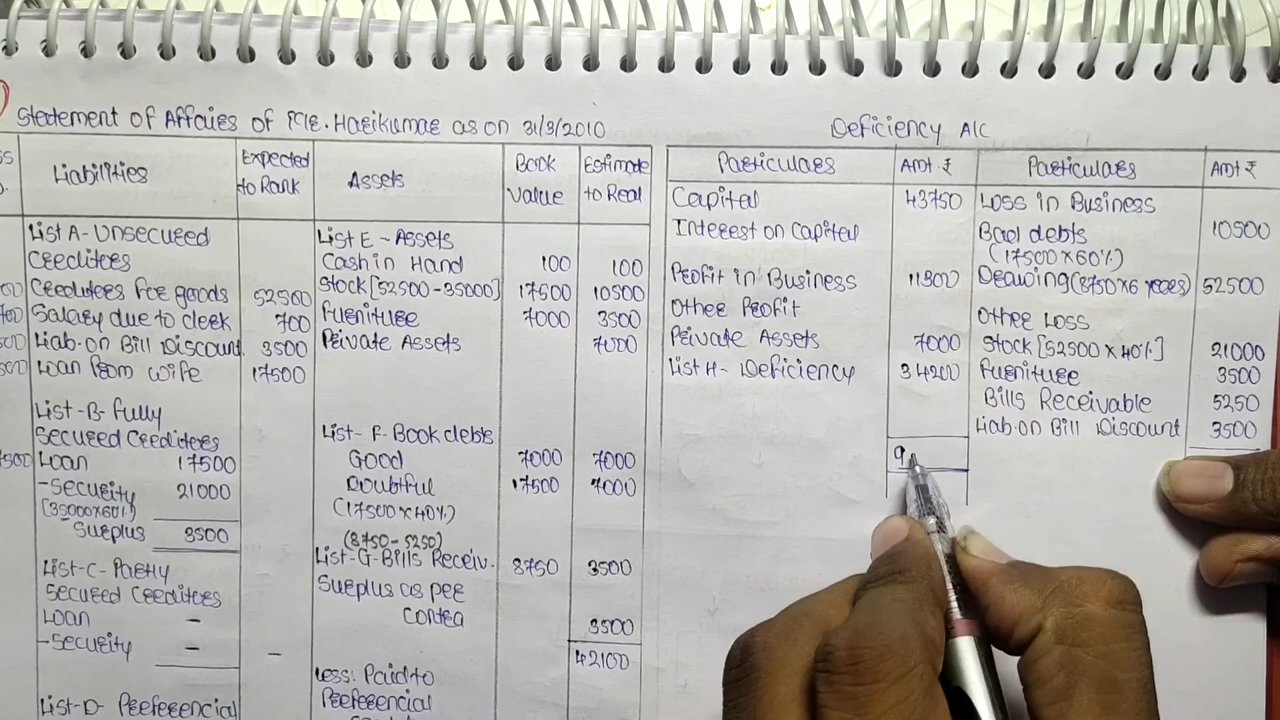 Statement of Affairs of Mr. Harikumar as on 31/3/2010
Liabilities
Expected to Rank
Assets
Book Value
Estimate to Real
List A - Unsecured Creditors
Creditors for goods 52500
Salary due to clerk 700
Liab. on Bill Discount 3500
Loan from wife 17500
List - B - Fully Secured Creditors
Loan 17500
- Security 21000
[35000x60%]
Surplus 3500
List - C - Partly Secured Creditors
Loan -
- Security - -
List - D - Preferencial
List E - Assets
Cash in Hand 100 100
Stock [52500 - 35000] 17500 10500
Furniture 7000 3500
Private Assets 7000
List - F - Book debts
Good 7000 7000
Doubtful 17500 7000
(17500 x 40%)
(8750 - 5250)
List - G - Bills Receiv. 8750 3500
Surplus as per Contra 3500
42100
Less: Paid to
Preferencial
Deficiency A/C
Particulars Amt. ₹ Particulars Amt ₹
Capital 43750
Interest on Capital
Profit in Business 11300
Other Profit
Private Assets 7000
List H - Deficiency 34200
9
Loss in Business
Bad debts 10500
(17500 x 60%)
Drawing (8750 x 6 years) 52500
Other Loss
Stock [52500 x 40%] 21000
Furniture 3500
Bills Receivable 5250
Liab. on Bill Discount 3500